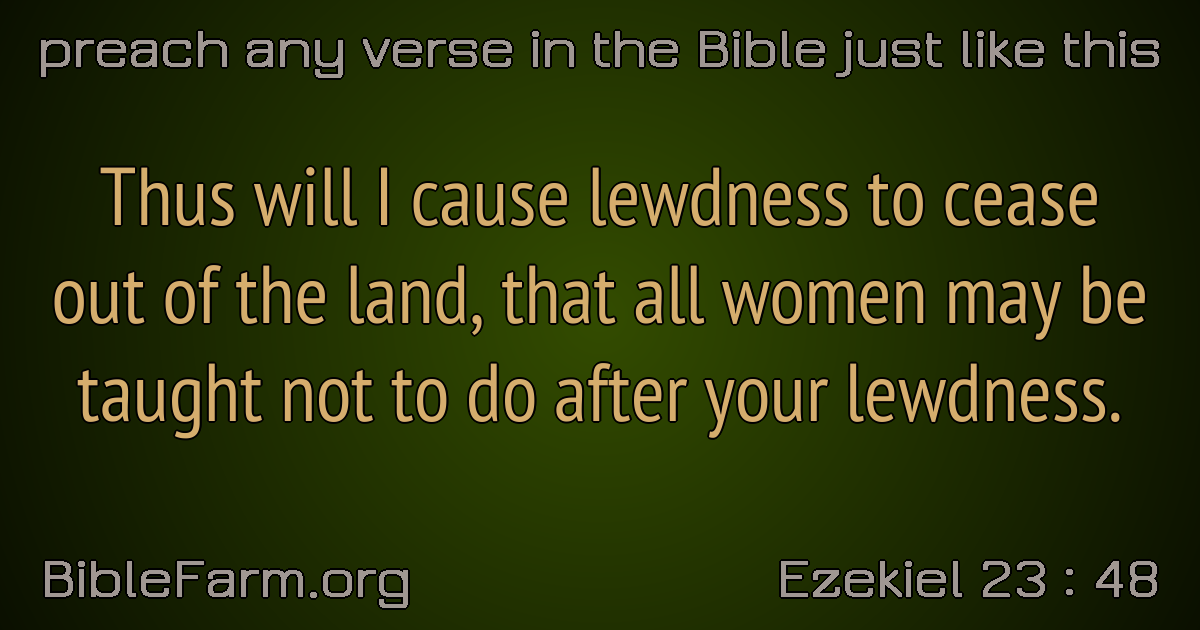 preach any verse in the Bible just like this
Thus will I cause lewdness to cease
out of the land, that all women may be
taught not to do after your lewdness.
BibleFarm.org
Ezekiel 23 : 48